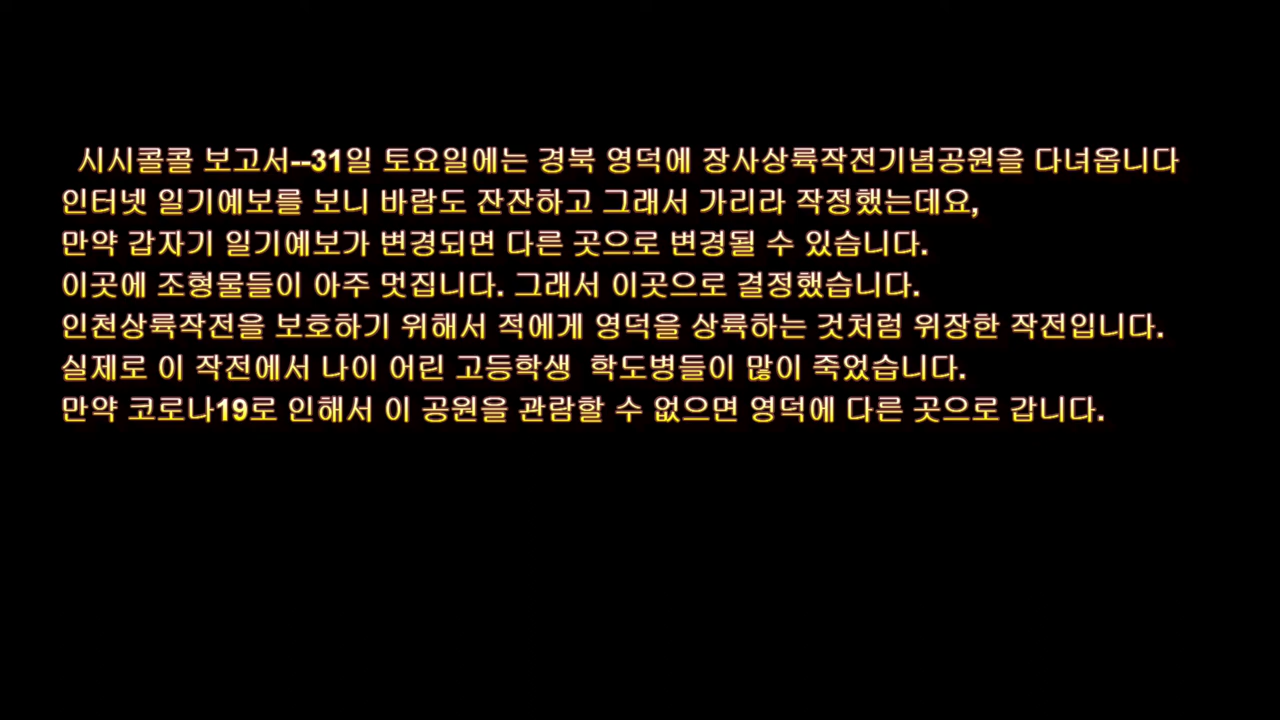 시시콜콜 보고서--31일 토요일에는 경북 영덕에 장사상륙작전기념공원을 다녀옵니다
인터넷 일기예보를 보니 바람도 잔잔하고 그래서 가리라 작정했는데요,
만약 갑자기 일기예보가 변경되면 다른 곳으로 변경될 수 있습니다.
이곳에 조형물들이 아주 멋집니다. 그래서 이곳으로 결정했습니다.
인천상륙작전을 보호하기 위해서 적에게 영덕을 상륙하는 것처럼 위장한 작전입니다.
실제로 이 작전에서 나이 어린 고등학생 학도병들이 많이 죽었습니다.
만약 코로나19로 인해서 이 공원을 관람할 수 없으면 영덕에 다른 곳으로 갑니다.